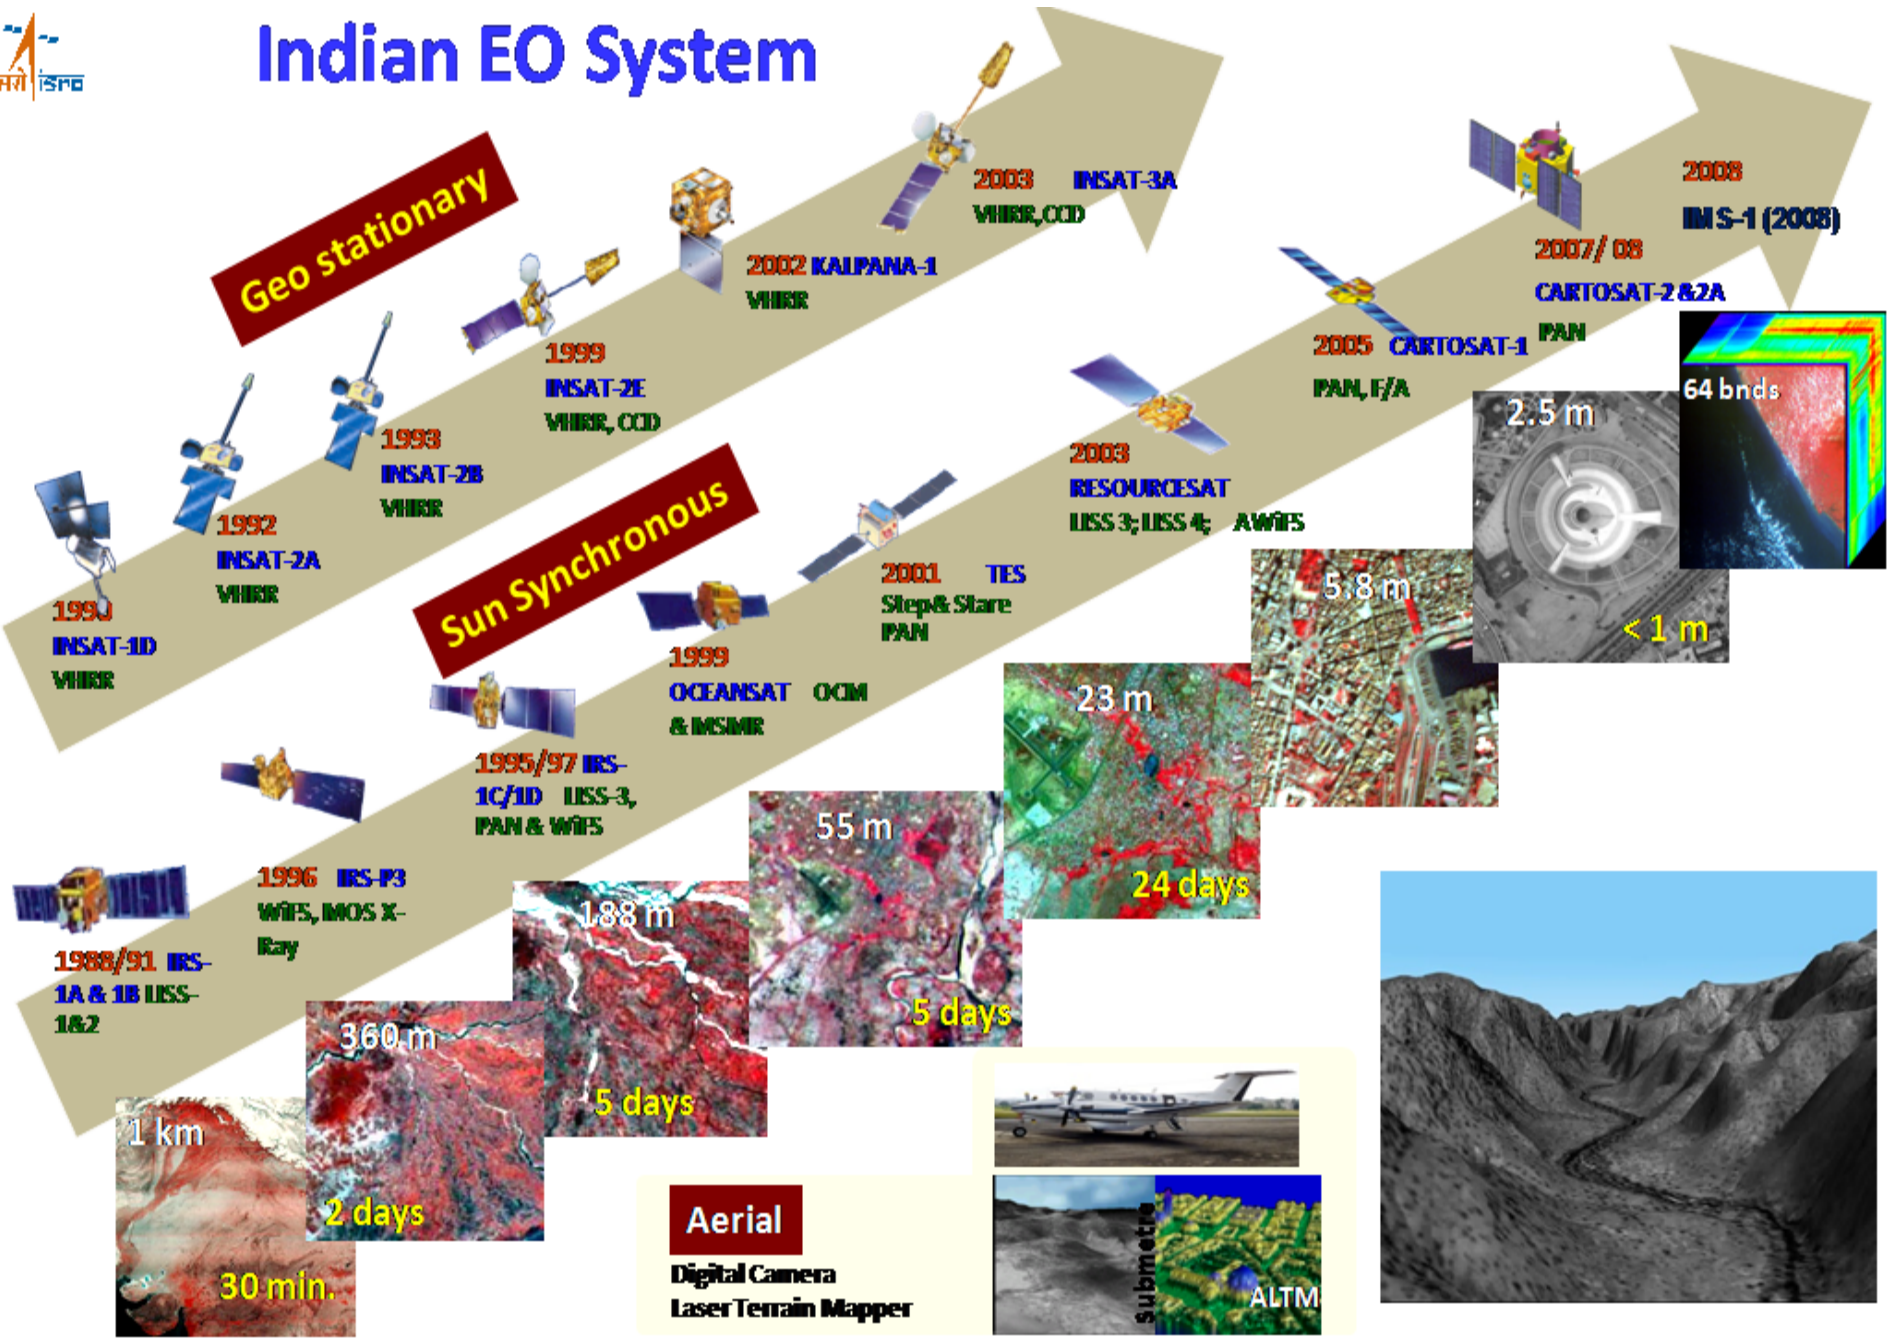 इसरो isro
Indian EO System
Geo stationary
1990
INSAT-1D
VHRR
1992
INSAT-2A
VHRR
1993
INSAT-2B
VHRR
1999
INSAT-2E
VHRR, CCD
2002 KALPANA-1
VHRR
2003 INSAT-3A
VHRR,CCD
Sun Synchronous
1988/91 IRS-
1A & 1B LISS-
1&2
1996 IRS-P3
WiFS, MOS X-
Ray
1995/97 IRS-
1C/1D LISS-3,
PAN & WiFS
1999
OCEANSAT OCM
& MSMR
2001 TES
Step& Stare
PAN
2003
RESOURCESAT
LISS 3; LISS 4; AWiFS
2005 CARTOSAT-1
PAN, F/A
2007/ 08
CARTOSAT-2 &2A
PAN
2008
IMS-1 (2008)
1 km
30 min.
360 m
2 days
188 m
5 days
55 m
5 days
23 m
24 days
5.8 m
2.5 m
< 1 m
64 bnds
Aerial
Digital Camera
Laser Terrain Mapper
Submetre
ALTM